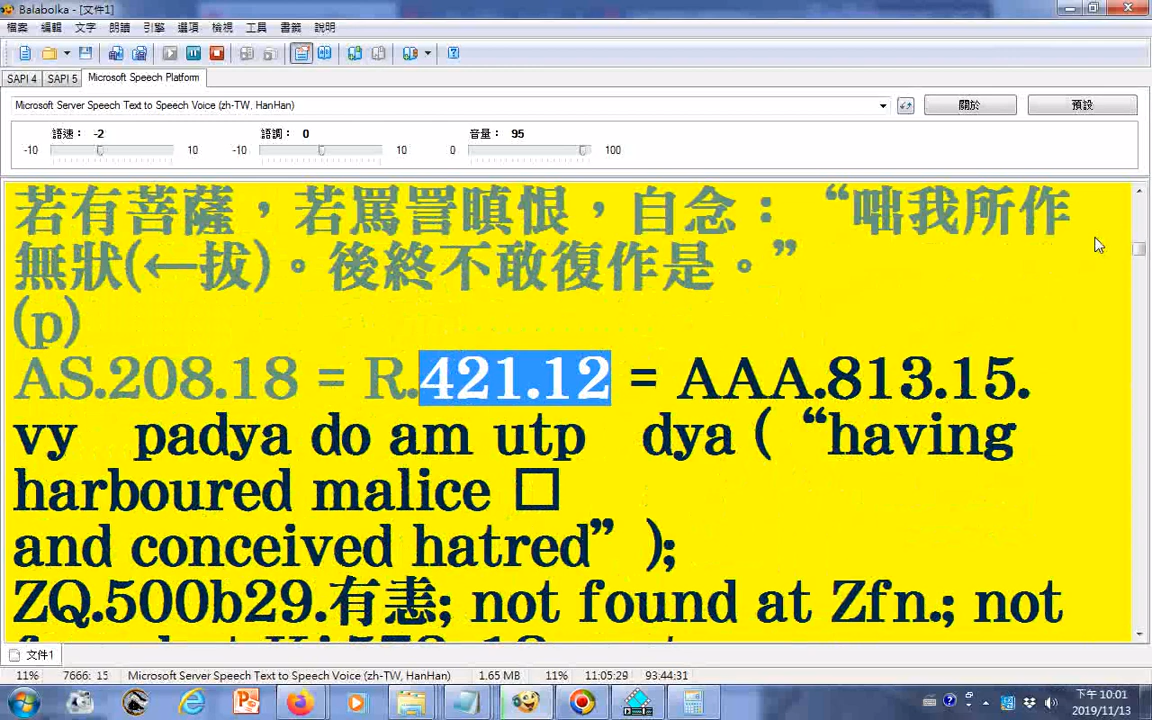 Balabolka - [文件1]
檔案 編輯 文字 朗讀 引擎 選項 檢視 工具 書籤 說明
SAPI 4 SAPI 5 Microsoft Speech Platform
Microsoft Server Speech Text to Speech Voice (zh-TW, HanHan)
關於 預設
語速： -2 語調： 0 音量： 95
-10 10 -10 10 0 100
若有菩薩，若罵詈瞋恨，自念：“咄我所作
無狀(←拔)。後終不敢復作是。”
(p)
AS.208.18 = R.421.12 = AAA.813.15.
vy padya do am utp dya (“having
harboured malice □
and conceived hatred”);
ZQ.500b29.有恚; not found at Zfn.; not
文件1
11% 7666: 15 Microsoft Server Speech Text to Speech Voice (zh-TW, HanHan) 1.65 MB 11% 11:05:29 93:44:31
下午 10:01
2019/11/13